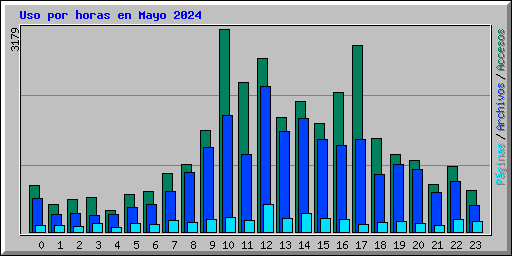 Uso por horas en Mayo 2024
3179
Páginas / Archivos / Accesos
0 1 2 3 4 5 6 7 8 9 10 11 12 13 14 15 16 17 18 19 20 21 22 23